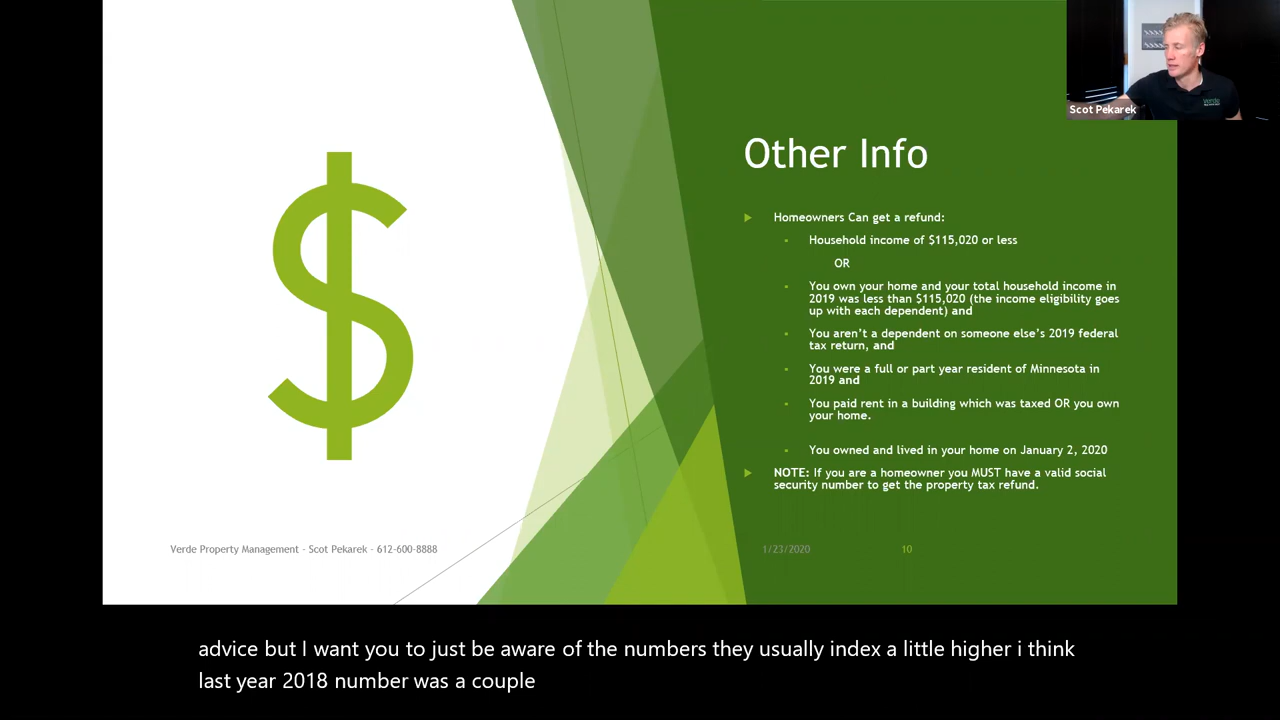 Scot Pekarek
Other Info
Homeowners Can get a refund:
Household income of $115,020 or less
OR
You own your home and your total household income in
2019 was less than $115,020 (the income eligibility goes
up with each dependent) and
You aren't a dependent on someone else's 2019 federal
tax return, and
You were a full or part year resident of Minnesota in
2019 and
You paid rent in a building which was taxed OR you own
your home.
You owned and lived in your home on January 2, 2020
NOTE: If you are a homeowner you MUST have a valid social
security number to get the property tax refund.
Verde Property Management - Scot Pekarek - 612-600-8888
1/23/2020
10
advice but I want you to just be aware of the numbers they usually index a little higher i think
last year 2018 number was a couple